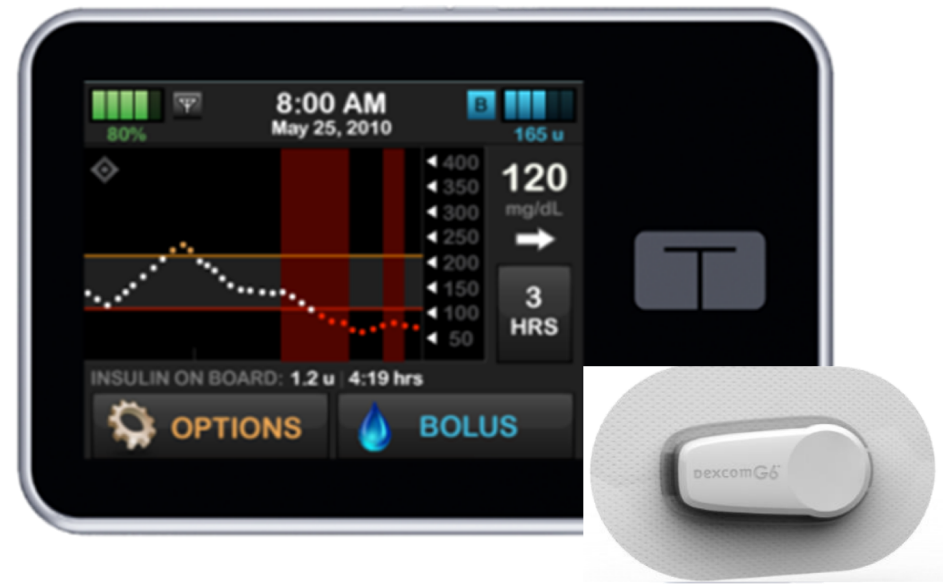 8:00 AM
May 25, 2010
80%
B
165 u
400
350
300
250
200
150
100
50
120
mg/dL
3
HRS
INSULIN ON BOARD: 1.2 u | 4:19 hrs
OPTIONS
BOLUS
T
Dexcom G6